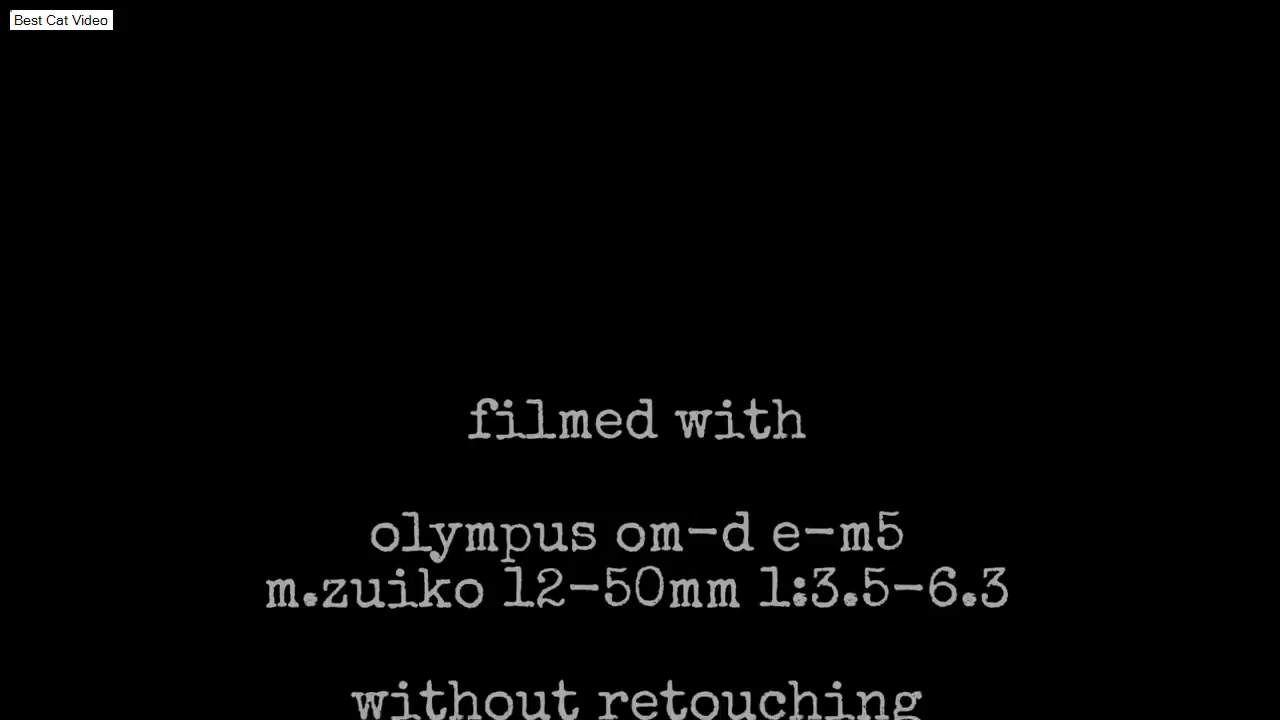 Best Cat Video
filmed with
olympus om-d e-m5
m.zuiko 12-50mm 1:3.5-6.3
without retouching